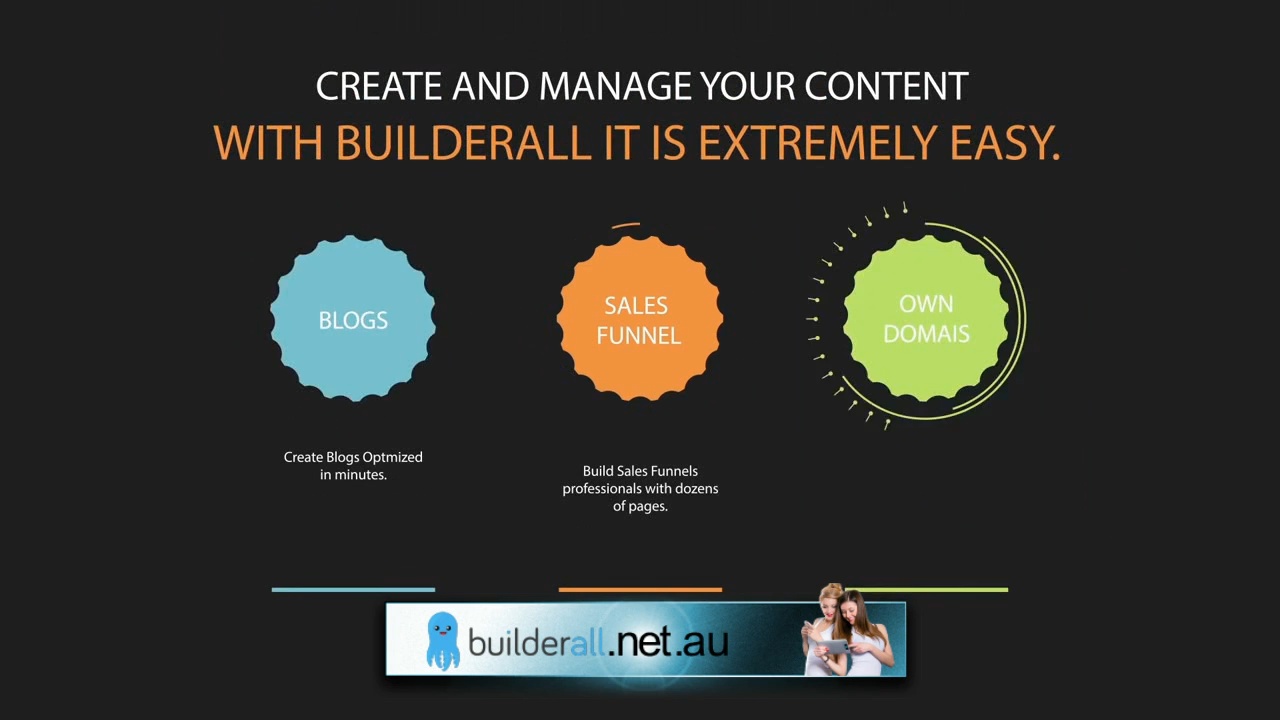 CREATE AND MANAGE YOUR CONTENT
WITH BUILDERALL IT IS EXTREMELY EASY.
BLOGS
SALES
FUNNEL
OWN
DOMAIS
Create Blogs Optmized
in minutes.
Build Sales Funnels
professionals with dozens
of pages.
builderall.net.au